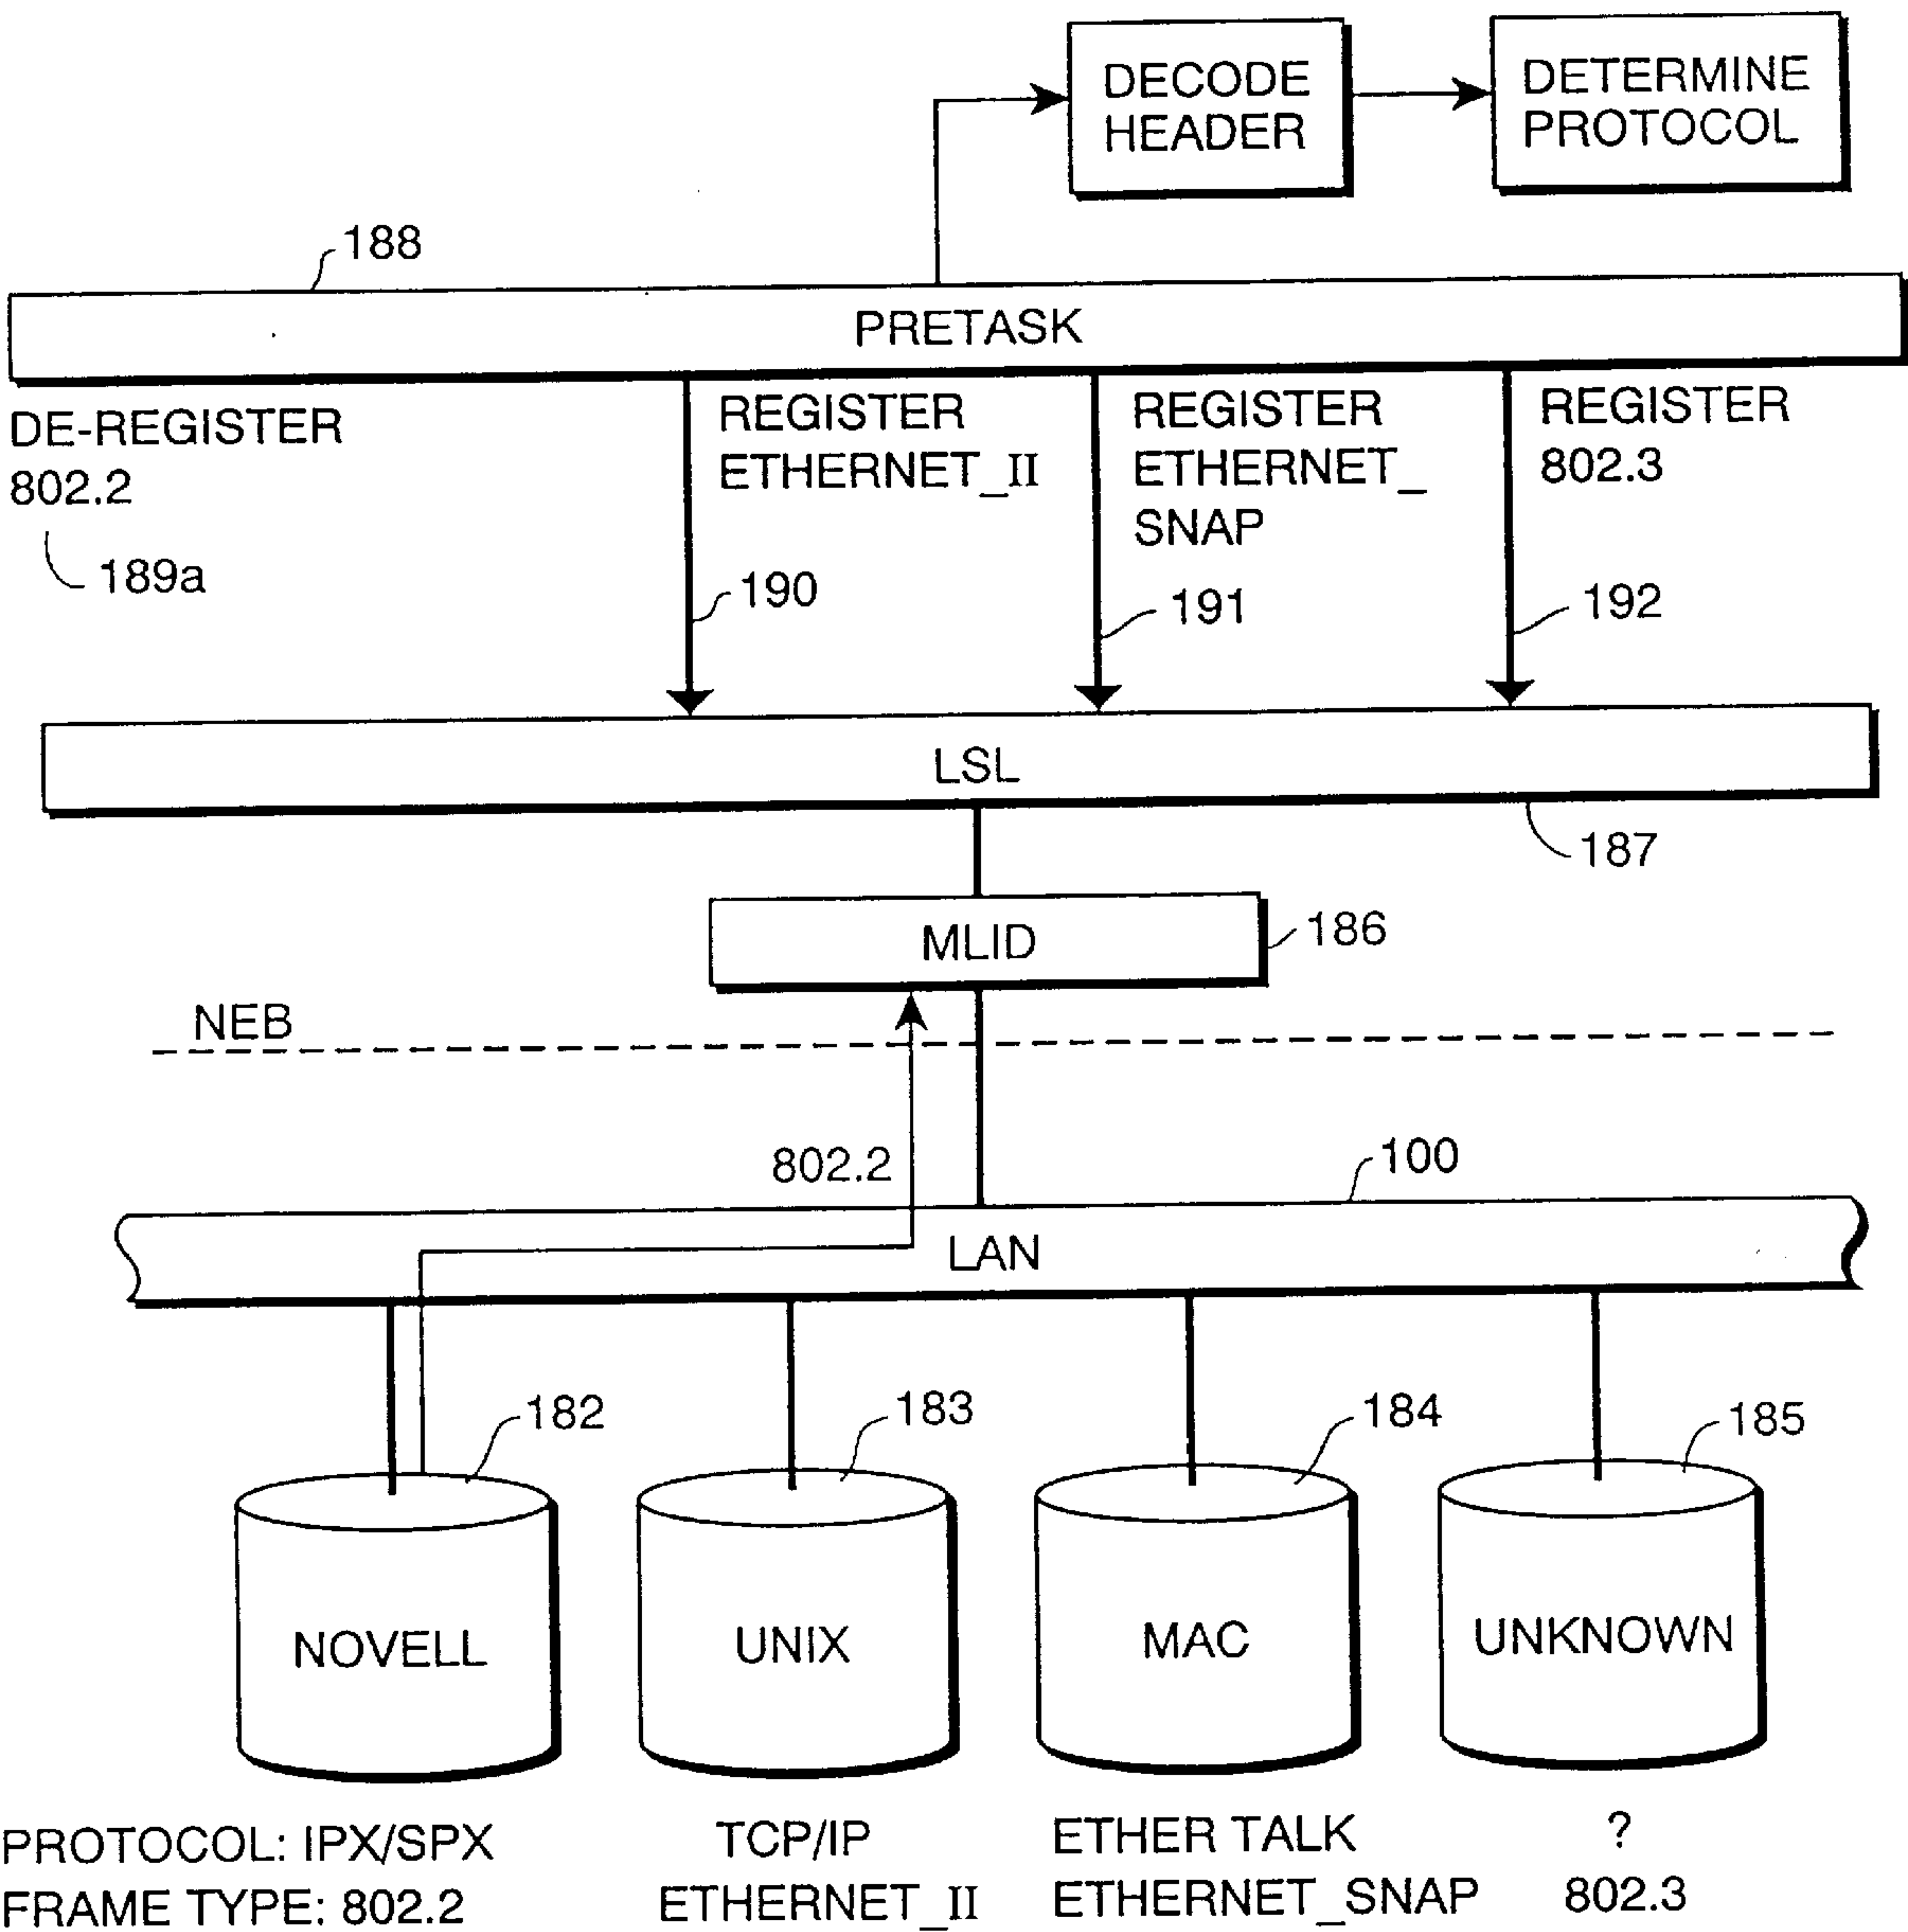 DECODE
HEADER
DETERMINE
PROTOCOL
188
PRETASK
DE-REGISTER
802.2
189a
REGISTER
ETHERNET_II
190
REGISTER
ETHERNET_
SNAP
191
REGISTER
802.3
192
LSL
187
MLID
186
NEB
802.2
100
LAN
182
183
184
185
NOVELL
UNIX
MAC
UNKNOWN
PROTOCOL: IPX/SPX
FRAME TYPE: 802.2
TCP/IP
ETHERNET_II
ETHER TALK
ETHERNET_SNAP
?
802.3